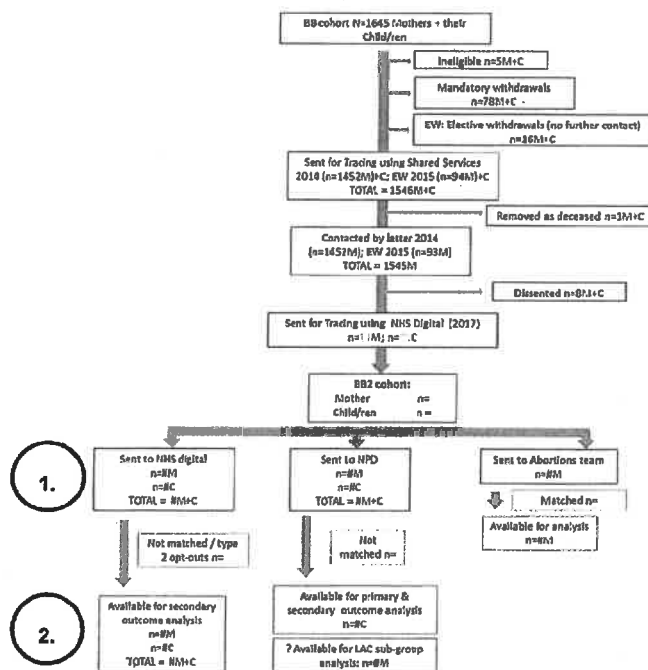 BB cohort N=1645 Mothers + their
Child/ren
Ineligible n=5M+C
Mandatory withdrawals
n=78M+C
EW: Elective withdrawals (no further contact)
n=16M+C
Sent for Tracing using Shared Services
2014 (n=1452M)+C; EW 2015 (n=94M)+C
TOTAL = 1546M+C
Removed as deceased n=1M+C
Contacted by letter 2014
(n=1452M); EW 2015 (n=93M)
TOTAL = 1545M
Dissented n=8M+C
Sent for Tracing using NHS Digital (2017)
BB2 cohort:
Mother n=
Child/ren n =
1.
Sent to NHS digital
n=#M
n=#C
TOTAL = #M+C
Sent to NPD
n=#M
n=#C
TOTAL = #M+C
Sent to Abortions team
n=#M
Matched n=
Available for analysis
n=#M
Not matched / type
2 opt-outs n=
Not
matched n=
2.
Available for secondary
outcome analysis
n=#M
n=#C
TOTAL = #M+C
Available for primary &
secondary outcome analysis
n=#C
? Available for LAC sub-group
analysis: n=#M